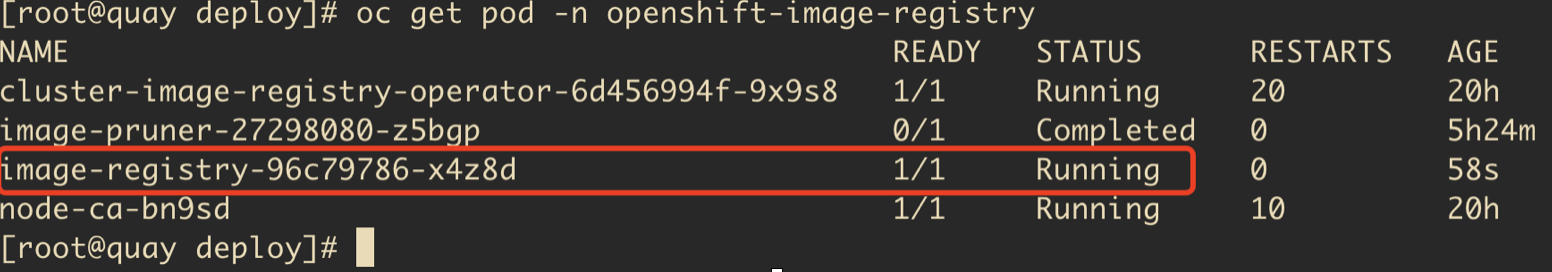 [root@quay deploy]# oc get pod -n openshift-image-registry
NAME READY STATUS RESTARTS AGE
cluster-image-registry-operator-6d456994f-9x9s8 1/1 Running 20 20h
image-pruner-27298080-z5bgp 0/1 Completed 0 5h24m
image-registry-96c79786-x4z8d 1/1 Running 0 58s
node-ca-bn9sd 1/1 Running 10 20h
[root@quay deploy]#